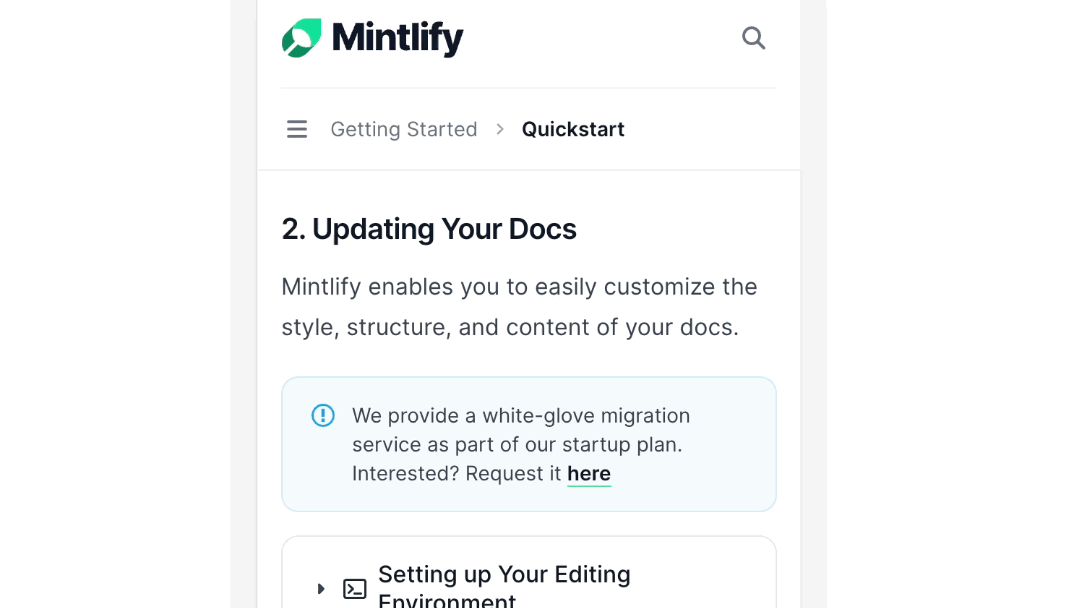 Mintlify
Getting Started > Quickstart
2. Updating Your Docs
Mintlify enables you to easily customize the
style, structure, and content of your docs.
We provide a white-glove migration
service as part of our startup plan.
Interested? Request it here
Setting up Your Editing
Environment